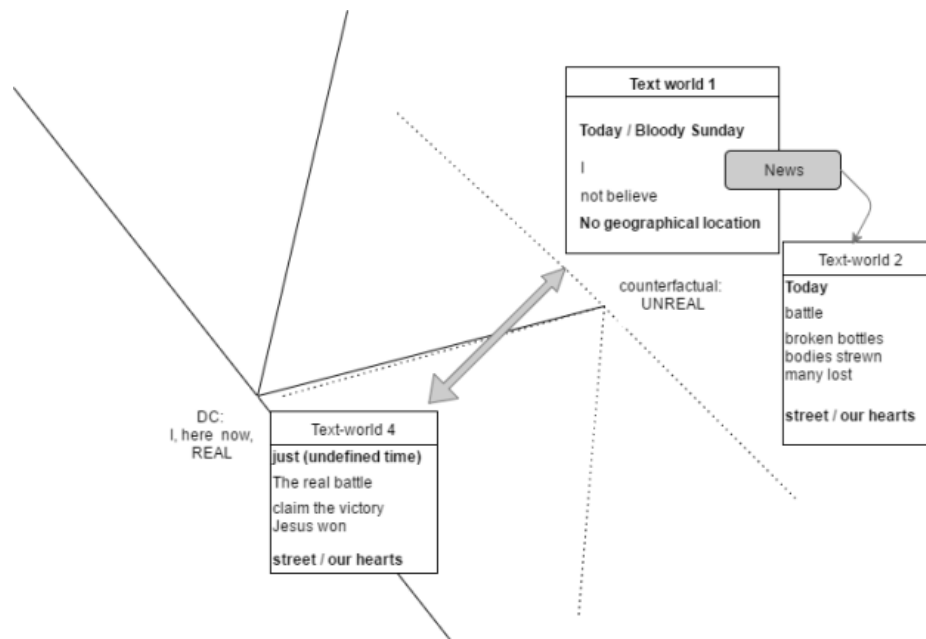 Text world 1
Today / Bloody Sunday
I
not believe
No geographical location
News
Text-world 2
Today
battle
broken bottles
bodies strewn
many lost
street / our hearts
counterfactual:
UNREAL
DC:
I, here now,
REAL
Text-world 4
just (undefined time)
The real battle
claim the victory
Jesus won
street / our hearts